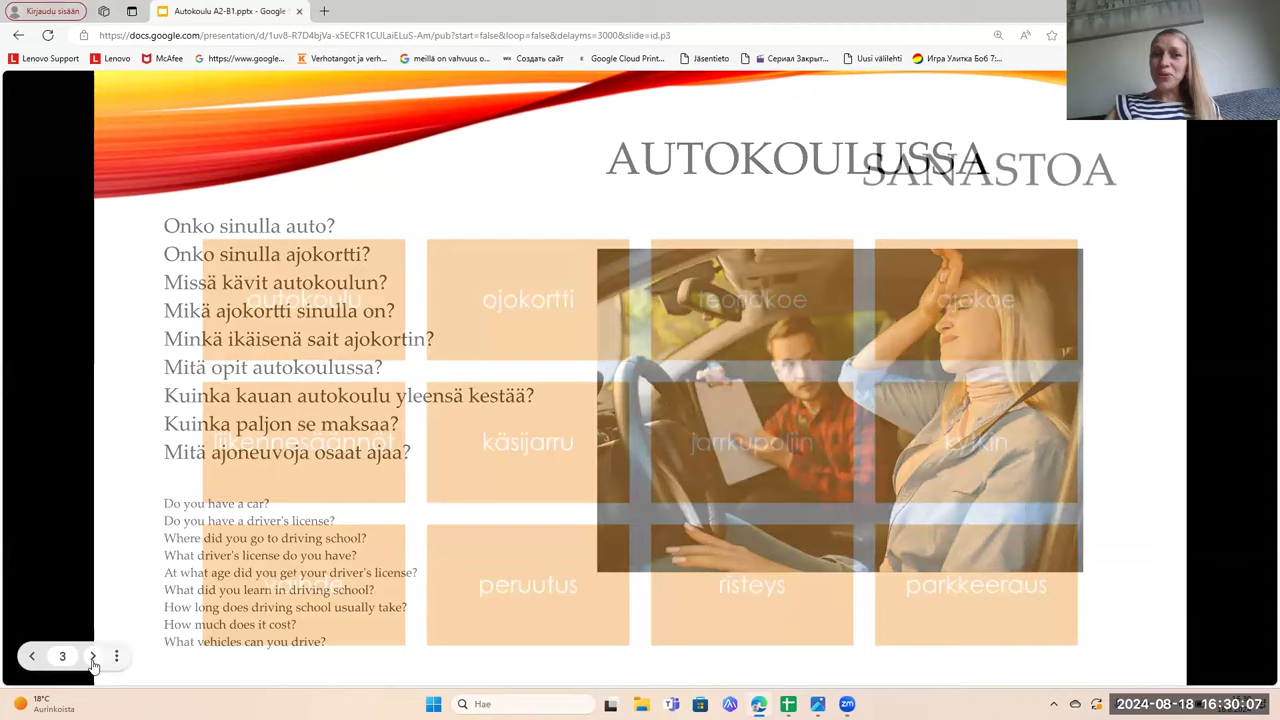 Kirjaudu sisään
Autokoulu A2-B1.pptx - Google
https://docs.google.com/presentation/d/1uv8-R7D4bjVa-x5ECFR1CULaiELuS-Am/pub?start=false&loop=false&delayms=3000&slide=id.p3
Lenovo Support
Lenovo
McAfee
https://www.google...
Verhotangot ja verh...
meillä on vahvuus o...
Создать сайт
Google Cloud Print...
Jäsentieto
Сериал Закрыт...
Uusi välilehti
Игра Улитка Боб 7:...
AUTOKOULUSSA
SANASTOA
Onko sinulla auto?
Onko sinulla ajokortti?
Missä kävit autokoulun?
Mikä ajokortti sinulla on?
Minkä ikäisenä sait ajokortin?
Mitä opit autokoulussa?
Kuinka kauan autokoulu yleensä kestää?
Kuinka paljon se maksaa?
Mitä ajoneuvoja osaat ajaa?
Do you have a car?
Do you have a driver's license?
Where did you go to driving school?
What driver's license do you have?
At what age did you get your driver's license?
What did you learn in driving school?
How long does driving school usually take?
How much does it cost?
What vehicles can you drive?
autokoulu
ajokortti
teoriakoe
ajokoe
liikennesäännöt
käsijarru
jarrupoljin
kytkin
vaihde
peruutus
risteys
parkkeeraus
3
18°C
Aurinkoista
Hae
2024-08-18 16:30:07